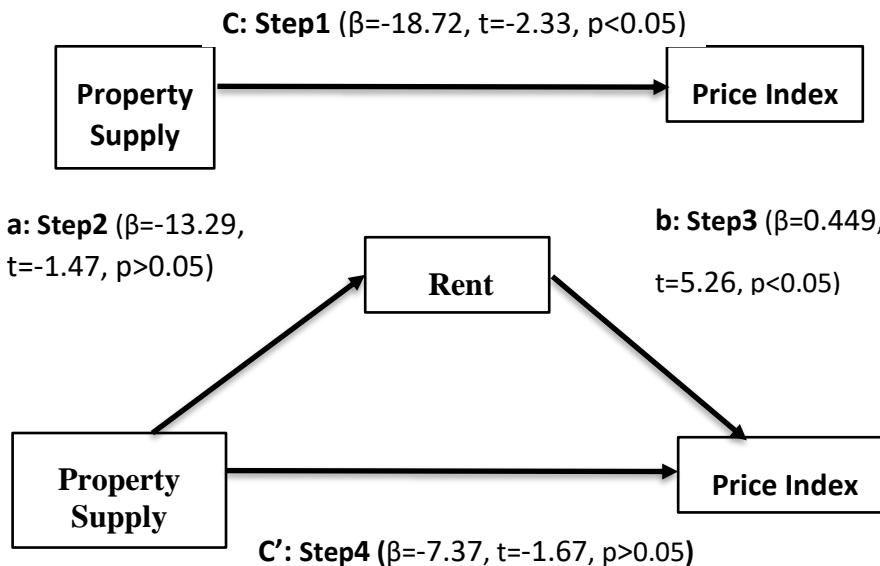 C: Step1 (β=-18.72, t=-2.33, p<0.05)
Property
Supply
Price Index
a: Step2 (β=-13.29,
t=-1.47, p>0.05)
b: Step3 (β=0.449,
t=5.26, p<0.05)
Rent
Property
Supply
Price Index
C’: Step4 (β=-7.37, t=-1.67, p>0.05)